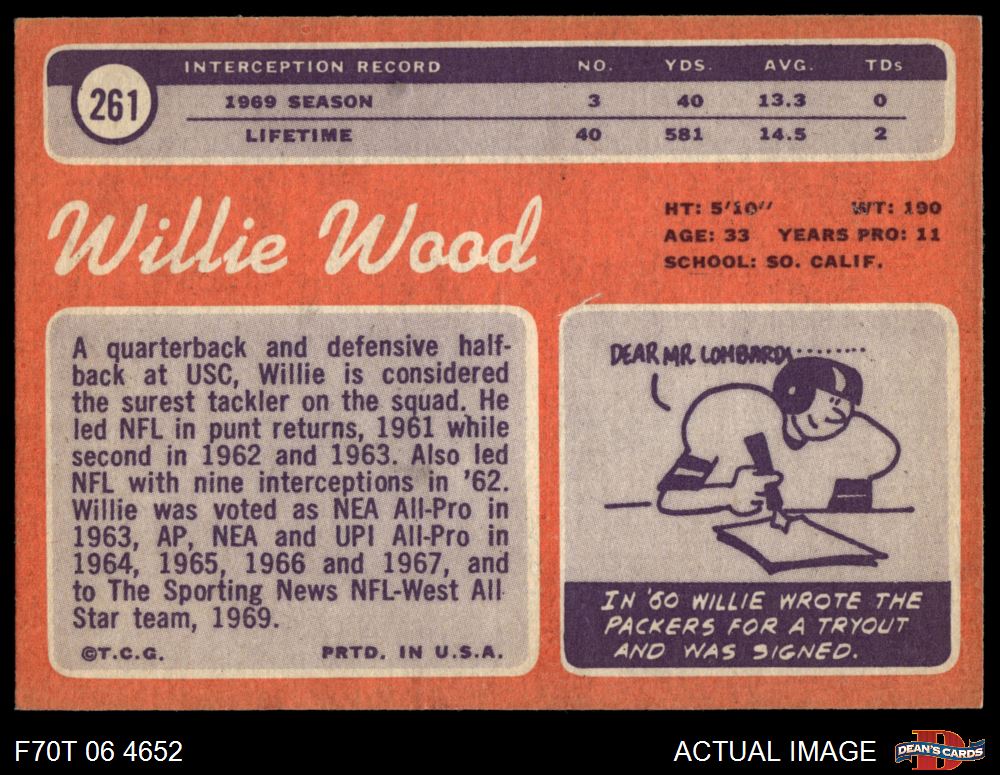 261
INTERCEPTION RECORD NO. YDS. AVG. TDs
1969 SEASON 3 40 13.3 0
LIFETIME 40 581 14.5 2
Willie Wood
HT: 5'10" WT: 190
AGE: 33 YEARS PRO: 11
SCHOOL: SO. CALIF.
A quarterback and defensive half-
back at USC, Willie is considered
the surest tackler on the squad. He
led NFL in punt returns, 1961 while
second in 1962 and 1963. Also led
NFL with nine interceptions in '62.
Willie was voted as NEA All-Pro in
1963, AP, NEA and UPI All-Pro in
1964, 1965, 1966 and 1967, and
to The Sporting News NFL-West All
Star team, 1969.
©T.C.G. PRTD. IN U.S.A.
DEAR MR. LOMBARDI.........
IN '60 WILLIE WROTE THE
PACKERS FOR A TRYOUT
AND WAS SIGNED.
F70T 06 4652
ACTUAL IMAGE
D
DEAN'S CARDS